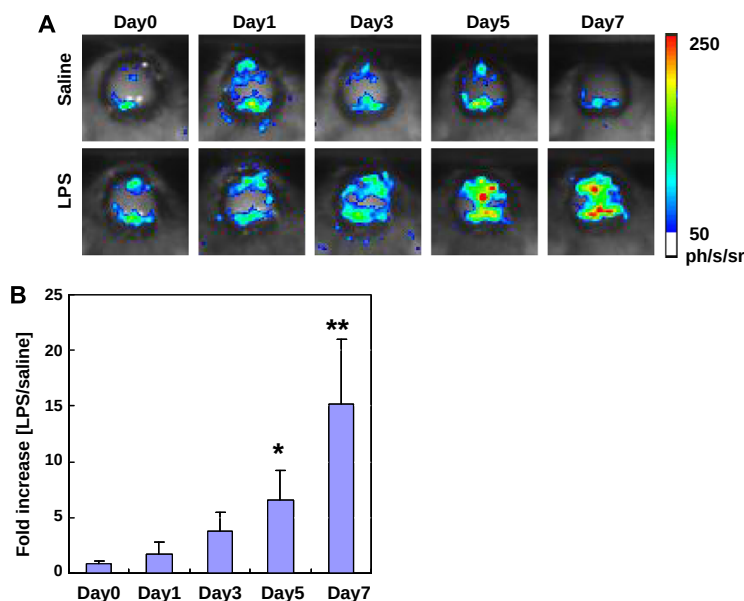 A
Day0 Day1 Day3 Day5 Day7
Saline
LPS
250
50
ph/s/sr
B
Fold increase [LPS/saline]
25
20
15
10
5
0
**
*
Day0 Day1 Day3 Day5 Day7